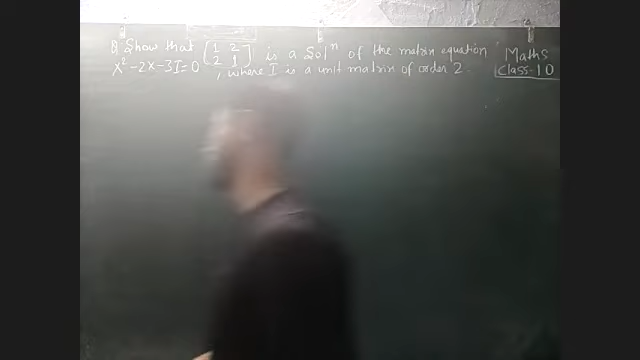 Q. Show that [1 2 2 1] is a Solⁿ of the matrix equation
X² - 2X - 3I = 0, where I is a unit matrix of order 2.
Maths
Class-10